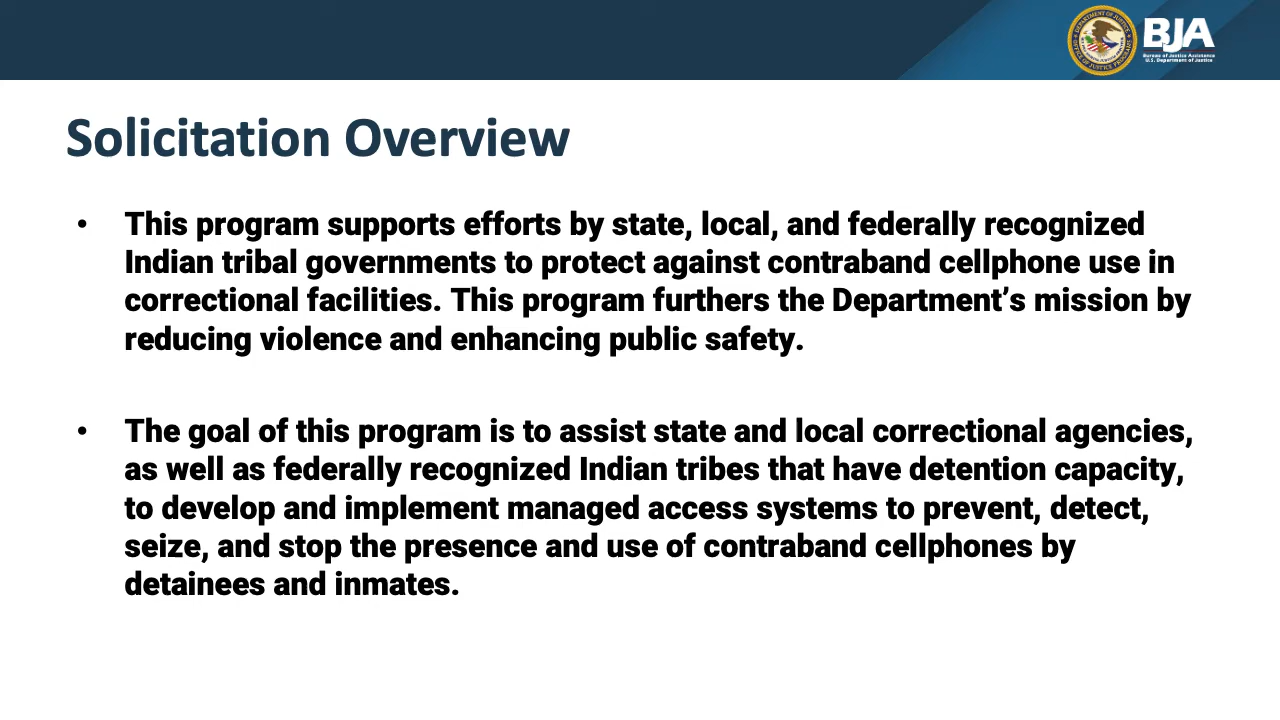 BJA
Bureau of Justice Assistance
U.S. Department of Justice
Solicitation Overview
• This program supports efforts by state, local, and federally recognized
Indian tribal governments to protect against contraband cellphone use in
correctional facilities. This program furthers the Department’s mission by
reducing violence and enhancing public safety.
• The goal of this program is to assist state and local correctional agencies,
as well as federally recognized Indian tribes that have detention capacity,
to develop and implement managed access systems to prevent, detect,
seize, and stop the presence and use of contraband cellphones by
detainees and inmates.